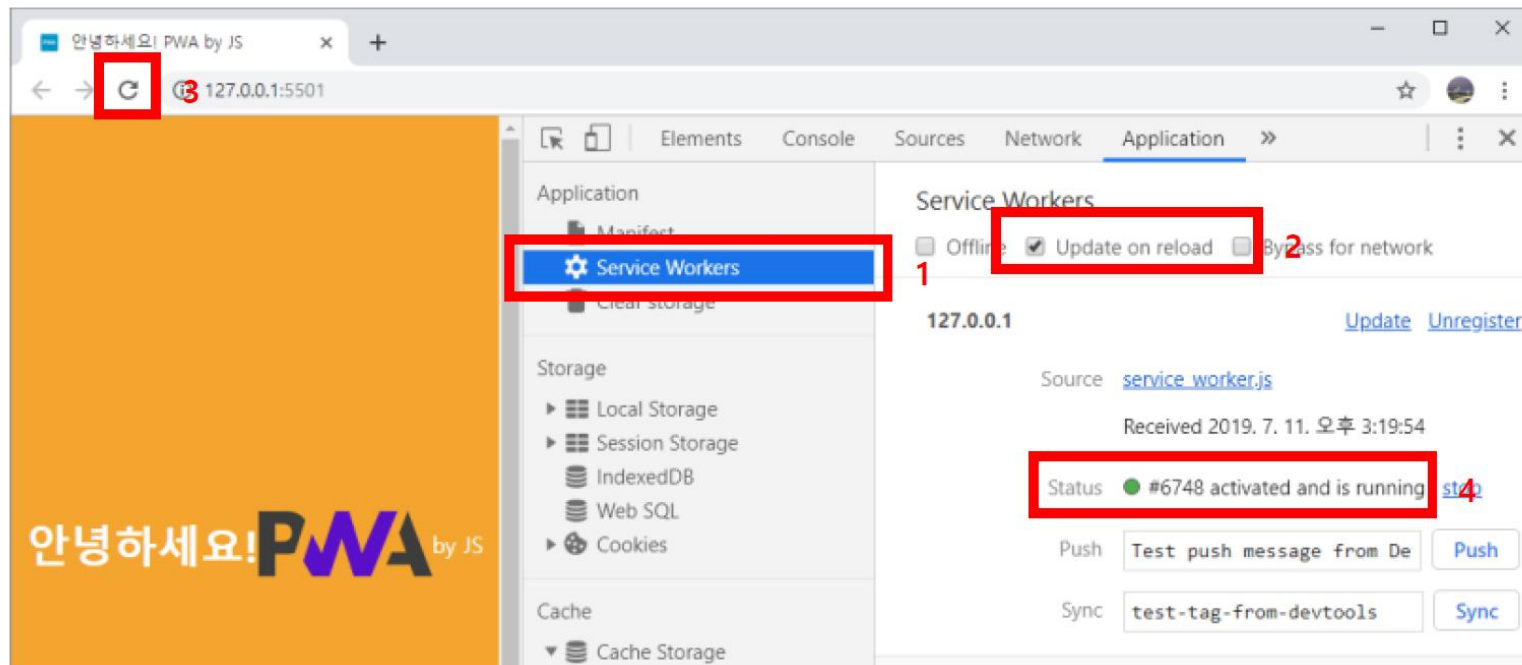 안녕하세요! PWA by JS
3
127.0.0.1:5501
Elements Console Sources Network Application
Application
Manifest
Service Workers
Clear storage
1
Storage
Local Storage
Session Storage
IndexedDB
Web SQL
Cookies
Cache
Cache Storage
Service Workers
Offline Update on reload Bypass for network
2
127.0.0.1 Update Unregister
Source service_worker.js
Received 2019. 7. 11. 오후 3:19:54
Status #6748 activated and is running stop
4
Push Test push message from De Push
Sync test-tag-from-devtools Sync
안녕하세요! PWA by JS